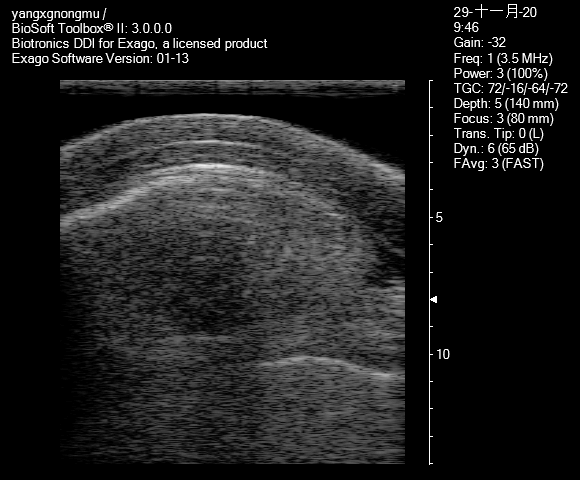 yangxgnongmu /
BioSoft Toolbox® II: 3.0.0.0
Biotronics DDI for Exago, a licensed product
Exago Software Version: 01-13
29-十一月-20
9:46
Gain: -32
Freq: 1 (3.5 MHz)
Power: 3 (100%)
TGC: 72/-16/-64/-72
Depth: 5 (140 mm)
Focus: 3 (80 mm)
Trans. Tip: 0 (L)
Dyn.: 6 (65 dB)
FAvg: 3 (FAST)
5
10